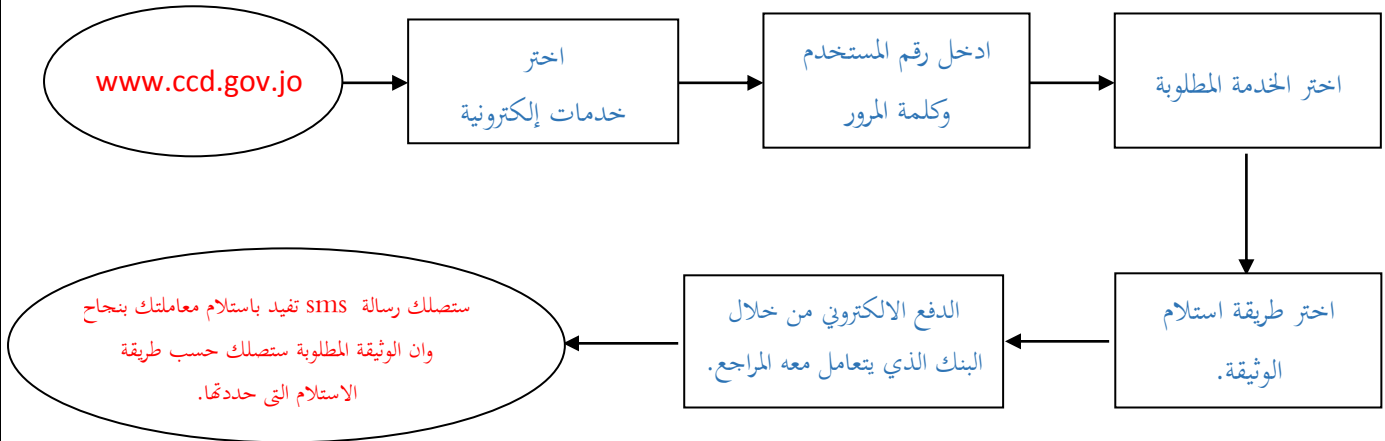 www.ccd.gov.jo
اختر
خدمات إلكترونية
ادخل رقم المستخدم
وكلمة المرور
اختر الخدمة المطلوبة
اختر طريقة استلام
الوثيقة.
الدفع الالكتروني من خلال
البنك الذي يتعامل معه المراجع.
ستصلك رسالة sms تفيد باستلام معاملتك بنجاح
وان الوثيقة المطلوبة ستصلك حسب طريقة
الاستلام التى حددتها.